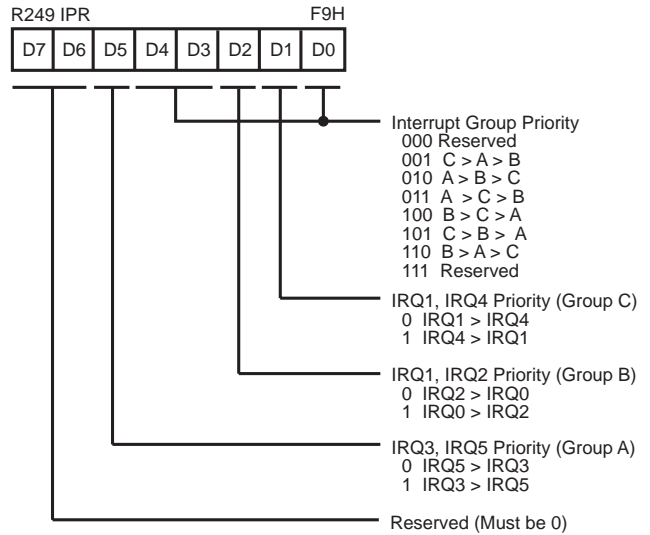 R249 IPR F9H
D7 D6 D5 D4 D3 D2 D1 D0
Interrupt Group Priority
000 Reserved
001 C > A > B
010 A > B > C
011 A > C > B
100 B > C > A
101 C > B > A
110 B > A > C
111 Reserved
IRQ1, IRQ4 Priority (Group C)
0 IRQ1 > IRQ4
1 IRQ4 > IRQ1
IRQ1, IRQ2 Priority (Group B)
0 IRQ2 > IRQ0
1 IRQ0 > IRQ2
IRQ3, IRQ5 Priority (Group A)
0 IRQ5 > IRQ3
1 IRQ3 > IRQ5
Reserved (Must be 0)